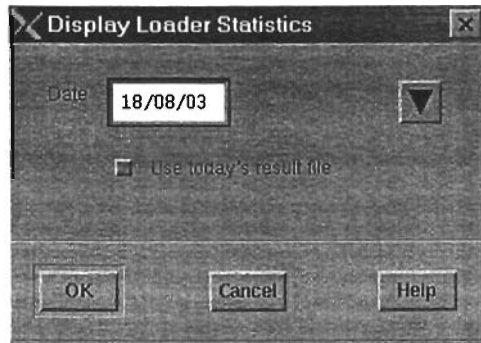 Display Loader Statistics
Date 18/08/03
Use today's result file
OK Cancel Help